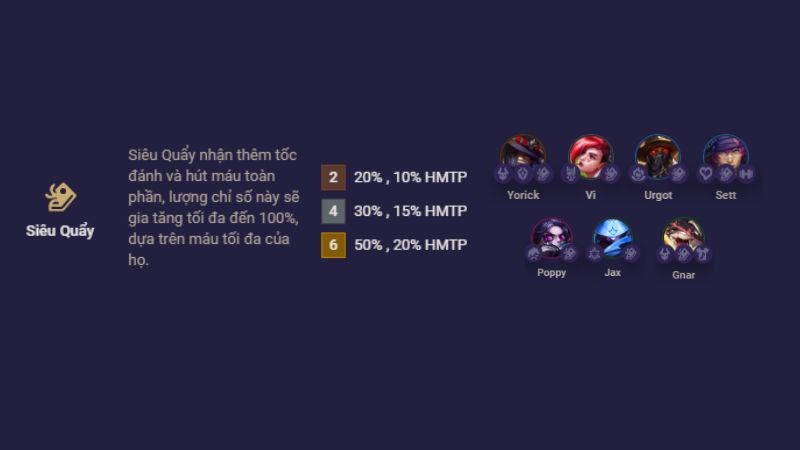 Siêu Quẩy
Siêu Quẩy nhận thêm tốc
đánh và hút máu toàn
phần, lượng chỉ số này sẽ
gia tăng tối đa đến 100%,
dựa trên máu tối đa của
họ.
2 20% , 10% HMTP
4 30% , 15% HMTP
6 50% , 20% HMTP
Yorick Vi Urgot Sett
Poppy Jax Gnar